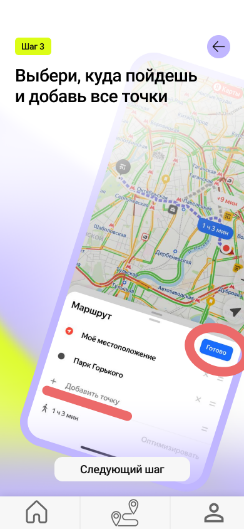 Шаг 3
Выбери, куда пойдешь
и добавь все точки
1 ч 3 мин
Маршрут
Готово
Моё местоположение
Парк Горького
Добавить точку
1 ч 3 мин
Оптимизировать
Следующий шаг